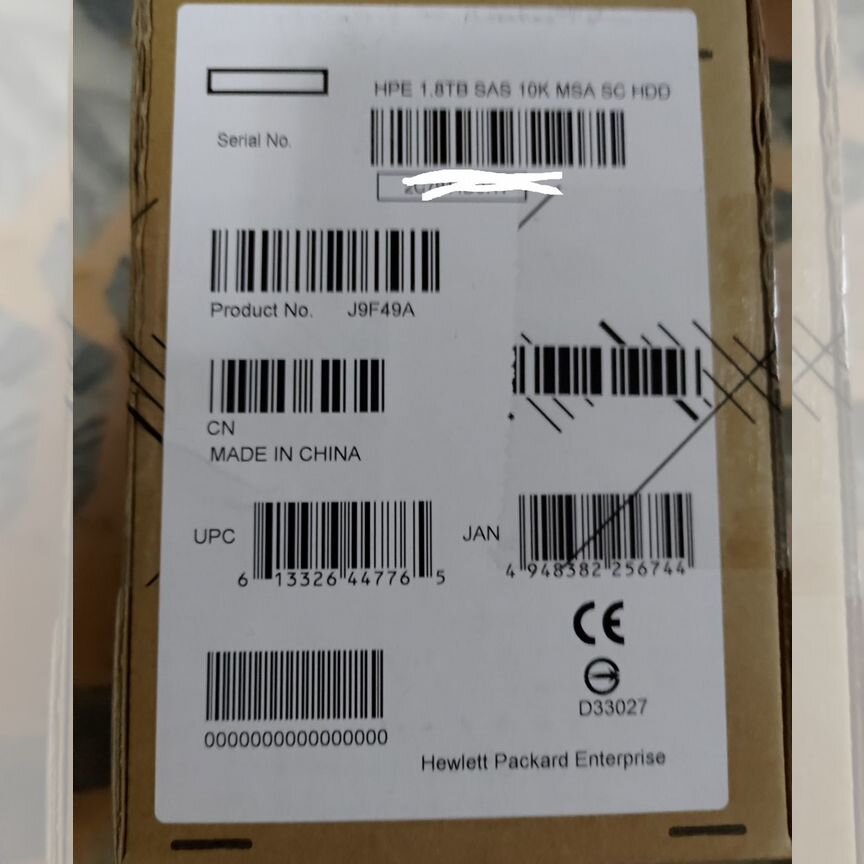 HPE 1.8TB SAS 10K MSA SC HDD
Serial No.
Product No. J9F49A
CN
MADE IN CHINA
UPC
6 13326 44776 5
JAN
4 948382 256744
CE
D33027
0000000000000000
Hewlett Packard Enterprise